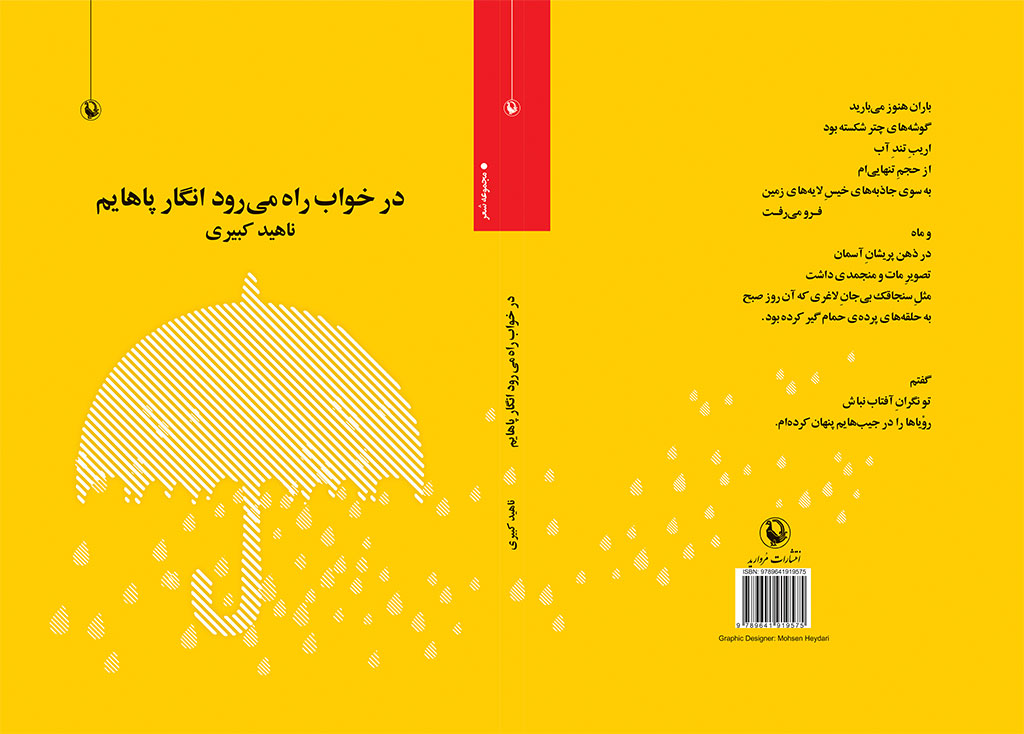 در خواب راه می‌رود انگار پاهایم
ناهید کبیری
مجموعه شعر
در خواب راه می‌رود انگار پاهایم
ناهید کبیری
باران هنوز می‌بارید
گوشه‌های چتر شکسته بود
اریبِ تندِ آب
از حجمِ تنهایی‌ام
به سوی جاذبه‌های خیسِ لایه‌های زمین
فرو می‌رفت
و ماه
در ذهن پریشانِ آسمان
تصویرِ مات و منجمدی داشت
مثلِ سنجاقک بی‌جانِ لاغری که آن روز صبح
به حلقه‌های پرده‌ی حمام گیر کرده بود.
گفتم
تو نگرانِ آفتاب نباش
رؤیاها را در جیب‌هایم پنهان کرده‌ام.
انتشارات مروارید
ISBN: 9789641919575
9 789641 919575
Graphic Designer: Mohsen Heydari